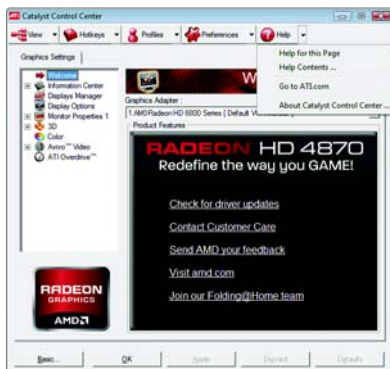 Catalyst Control Center
View Hotkeys Profiles Preferences Help
Help for this Page
Help Contents ...
Go to ATI.com
About Catalyst Control Center ...
Graphics Settings
Welcome
Information Center
Displays Manager
Display Options
Monitor Properties 1
3D
Color
Avivo™ Video
ATI Overdrive™
W
Graphics Adapter
1. AMD Radeon HD 6800 Series [ Default
Product Features
RADEON HD 4870
Redefine the way you GAME!
Check for driver updates
Contact Customer Care
Send AMD your feedback
Visit amd.com
Join our Folding@Home team
RADEON
GRAPHICS
AMD
Basic...
OK
Apply
Discard
Defaults